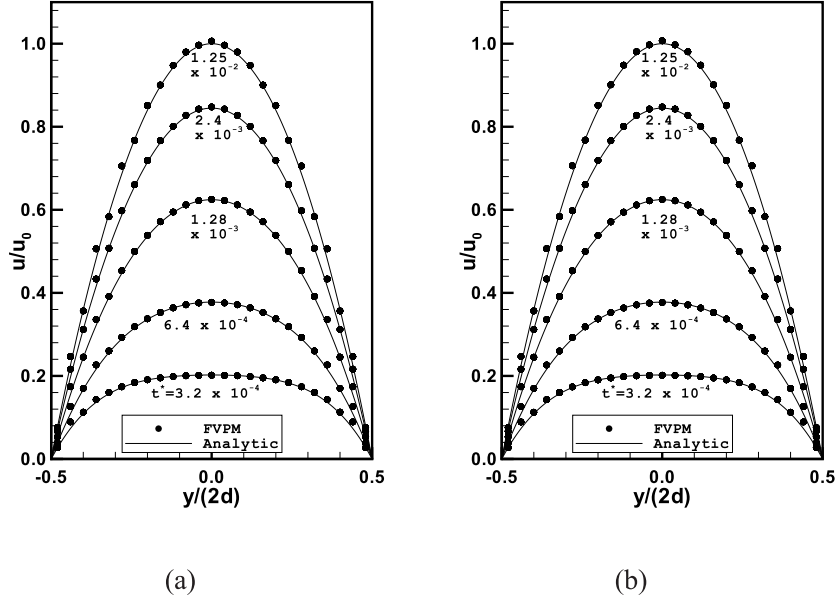 1.0
0.8
0.6
0.4
0.2
0.0
u/u0
1.25
x 10-2
2.4
x 10-3
1.28
x 10-3
6.4 x 10-4
t*=3.2 x 10-4
FVPM
Analytic
-0.5
0.0
0.5
y/(2d)
(a)
1.0
0.8
0.6
0.4
0.2
0.0
u/u0
1.25
x 10-2
2.4
x 10-3
1.28
x 10-3
6.4 x 10-4
t*=3.2 x 10-4
FVPM
Analytic
-0.5
0.0
0.5
y/(2d)
(b)